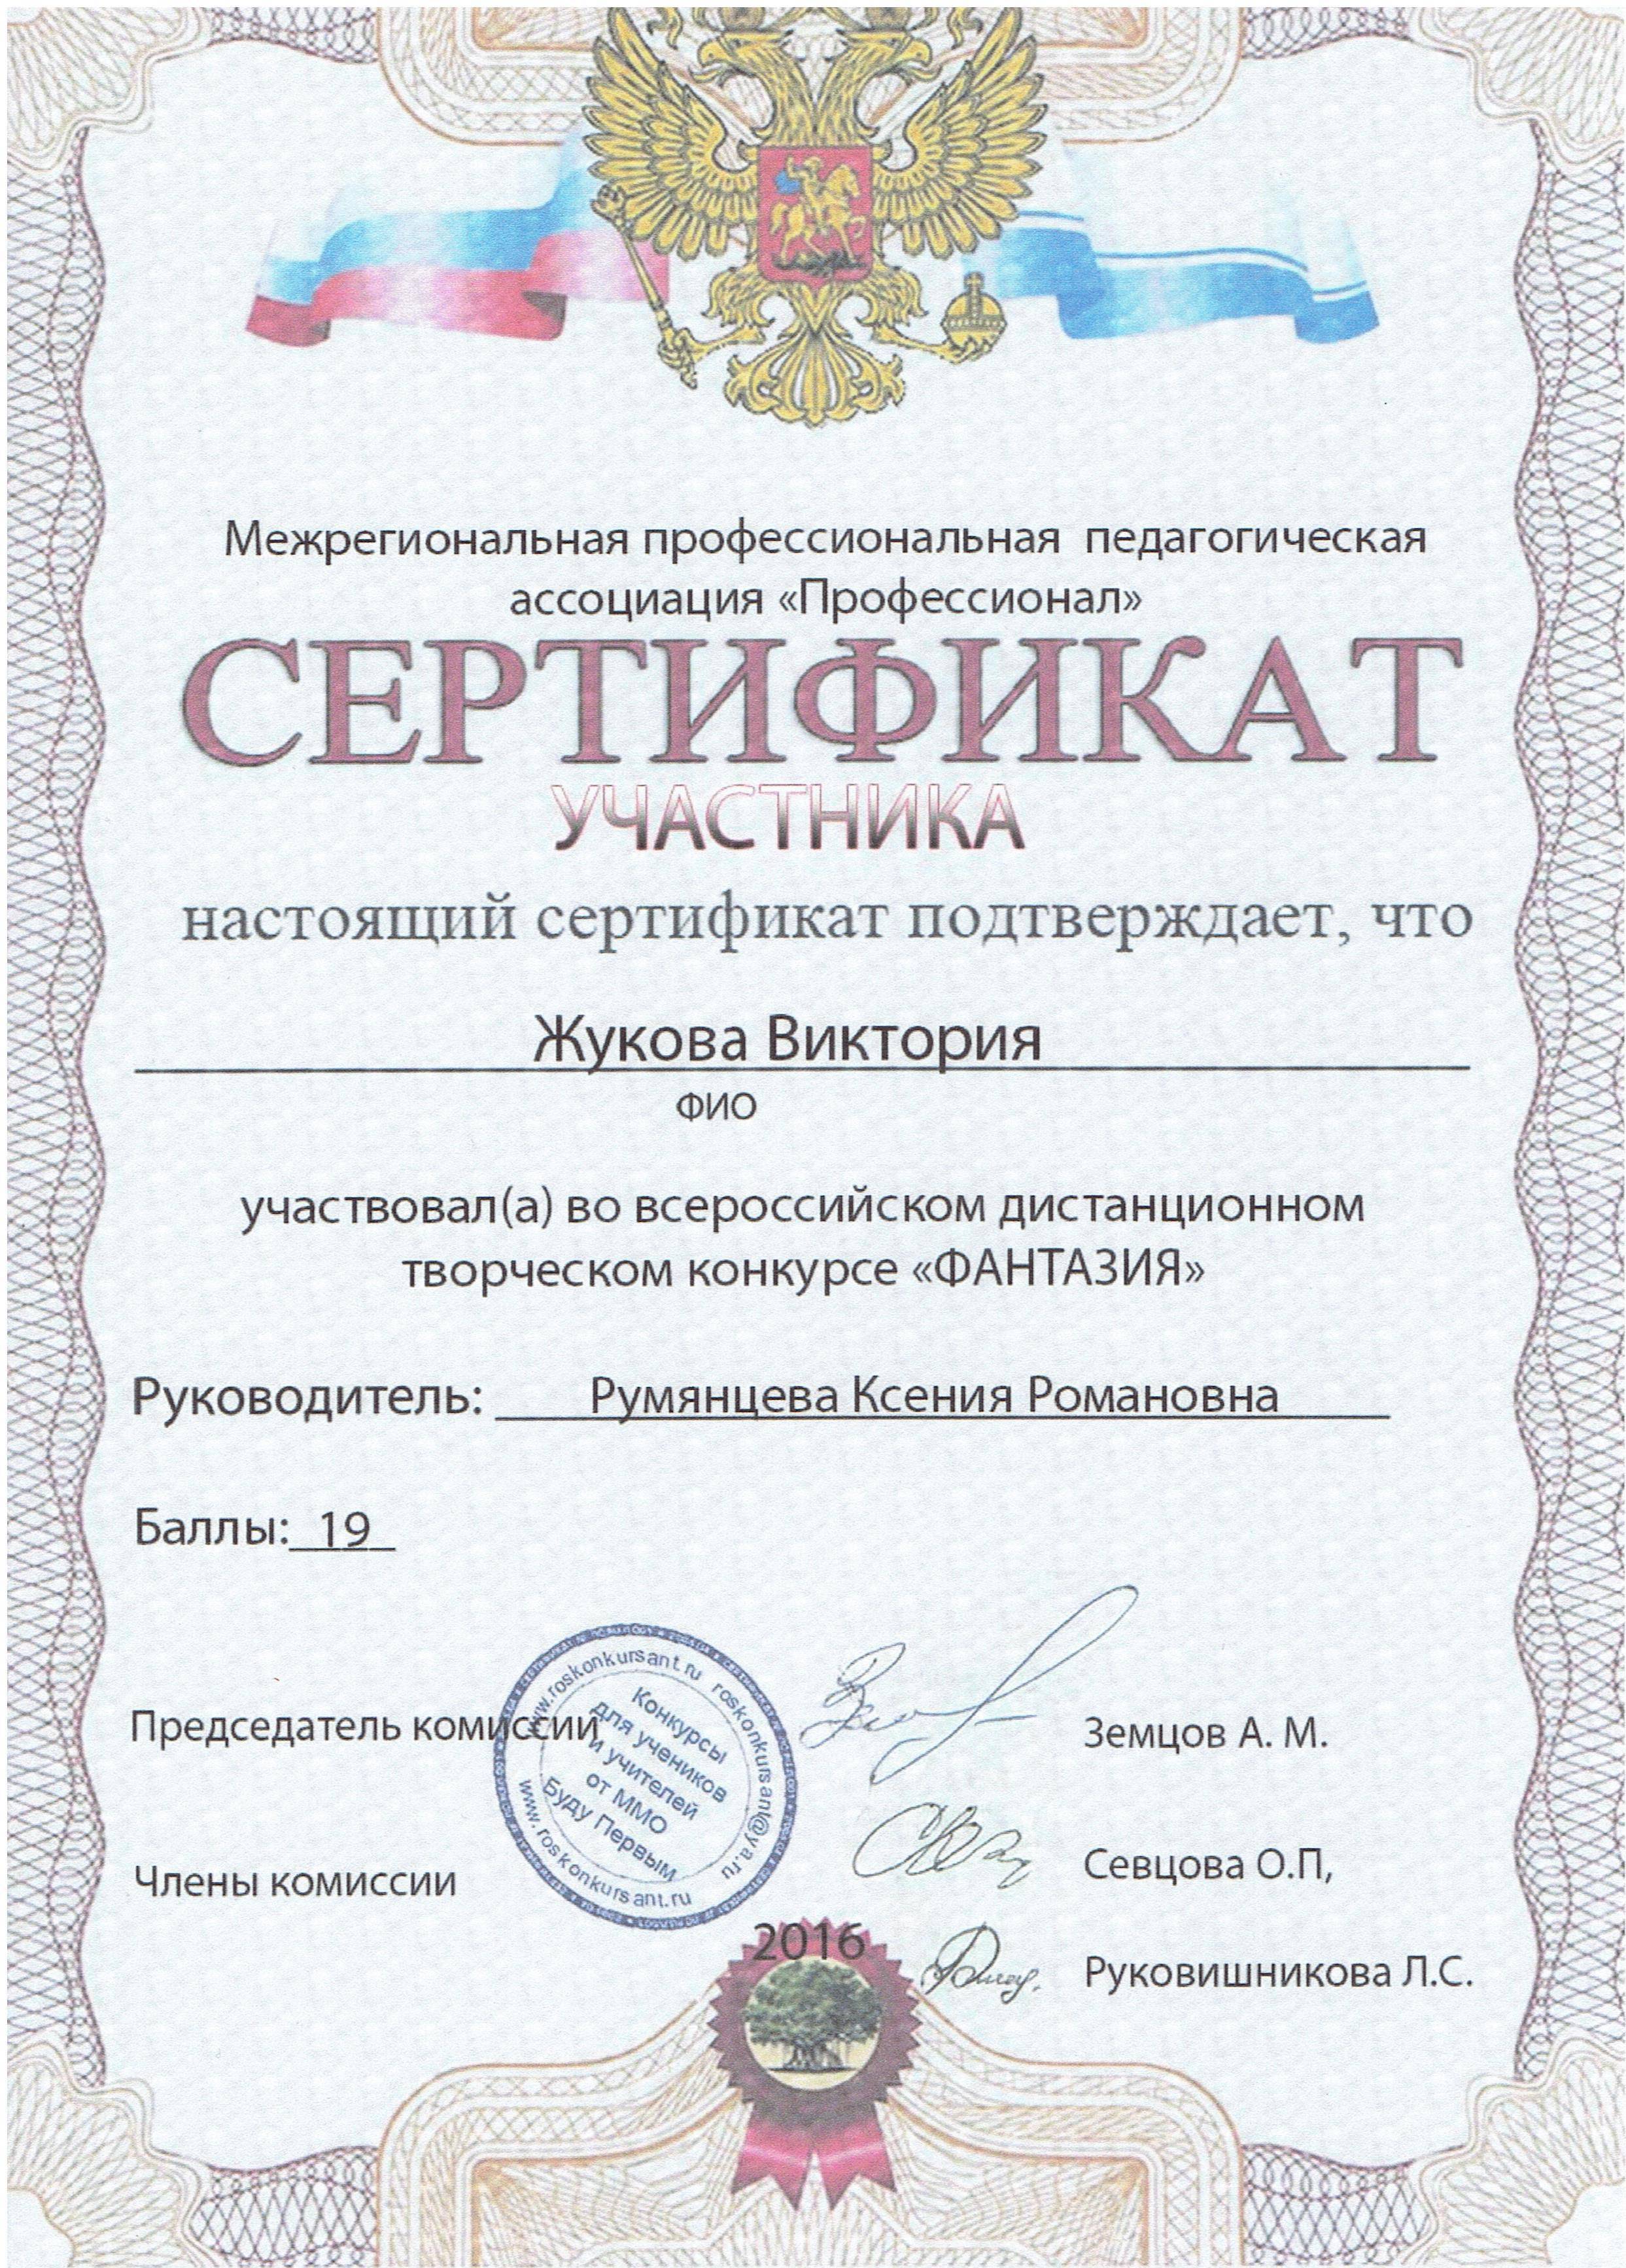 Межрегиональная профессиональная педагогическая
ассоциация «Профессионал»
СЕРТИФИКАТ
УЧАСТНИКА
настоящий сертификат подтверждает, что
Жукова Виктория
ФИО
участвовал(а) во всероссийском дистанционном
творческом конкурсе «ФАНТАЗИЯ»
Руководитель: Румянцева Ксения Романовна
Баллы: 19
www.roskonkursant.ru roskonkursant@ya.ru
Конкурсы
для учеников
и учителей
от ММО
Буду Первым
www.roskonkursant.ru
Председатель комиссии Земцов А. М.
Члены комиссии Севцова О.П,
2016
Руковишникова Л.С.